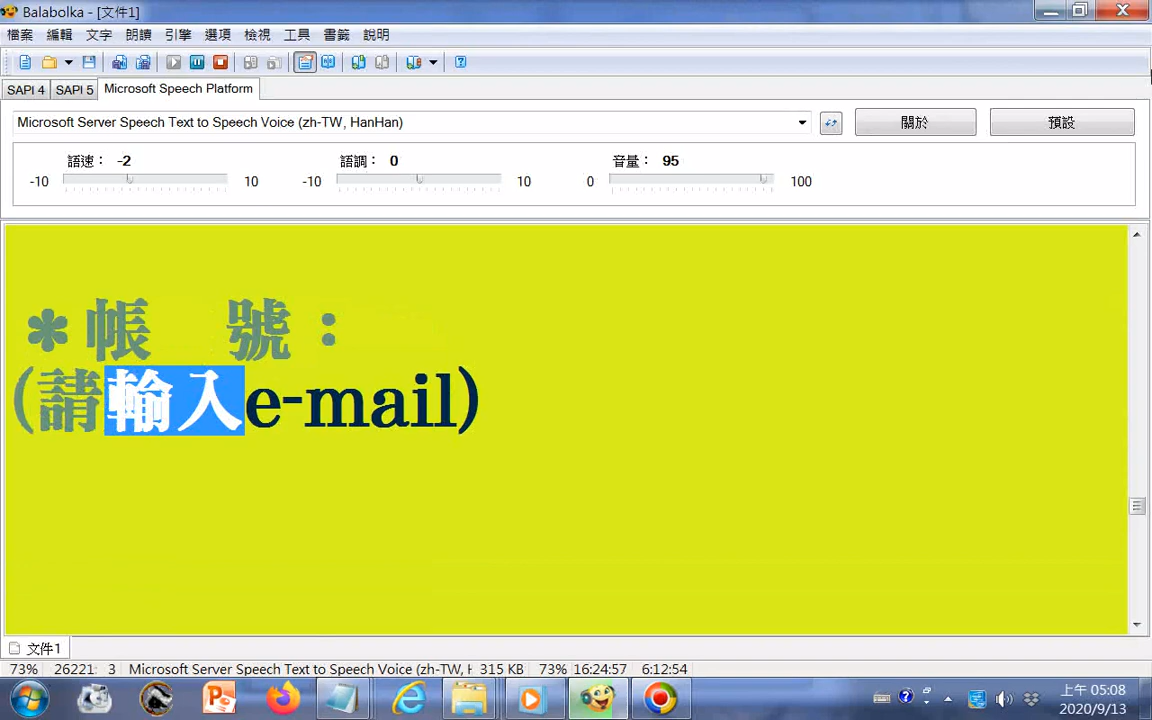 Balabolka - [文件1]
檔案 編輯 文字 朗讀 引擎 選項 檢視 工具 書籤 說明
SAPI 4 SAPI 5 Microsoft Speech Platform
Microsoft Server Speech Text to Speech Voice (zh-TW, HanHan) 關於 預設
語速： -2 語調： 0 音量： 95
-10 10 -10 10 0 100
*帳 號：
(請輸入e-mail)
文件1
73% 26221: 3 Microsoft Server Speech Text to Speech Voice (zh-TW, H 315 KB 73% 16:24:57 6:12:54
上午 05:08
2020/9/13